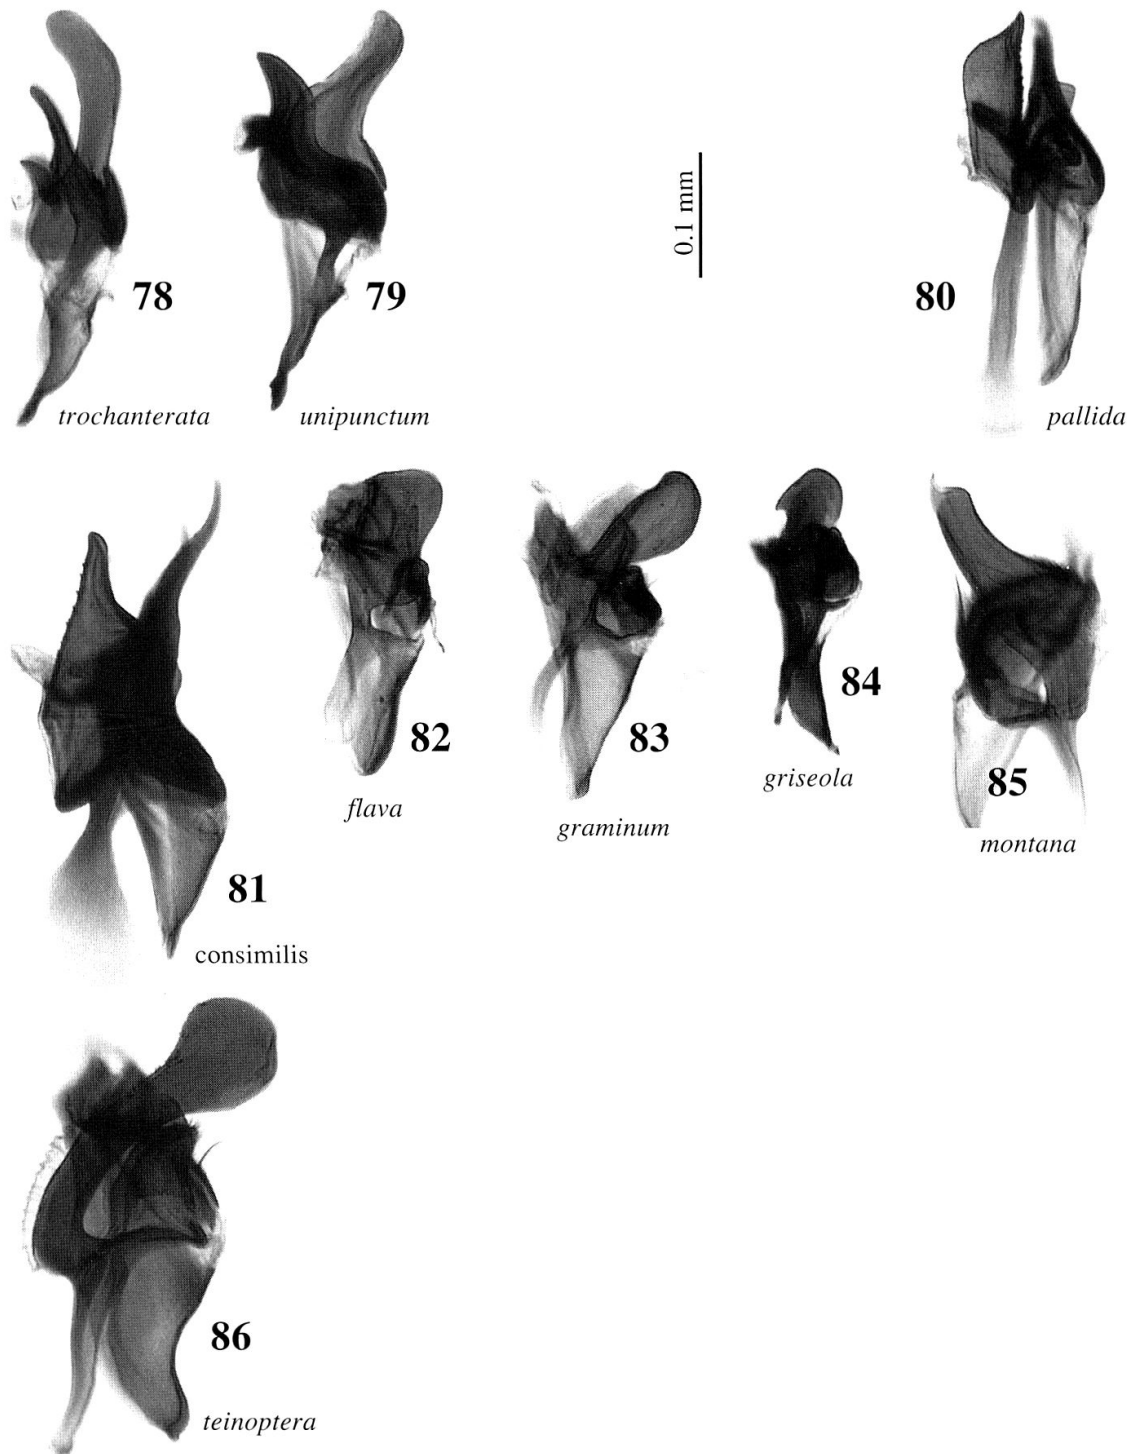 0.1 mm
78
79
80
trochanterata
unipunctum
pallida
82
83
84
85
flava
graminum
griseola
montana
81
consimilis
86
teinoptera